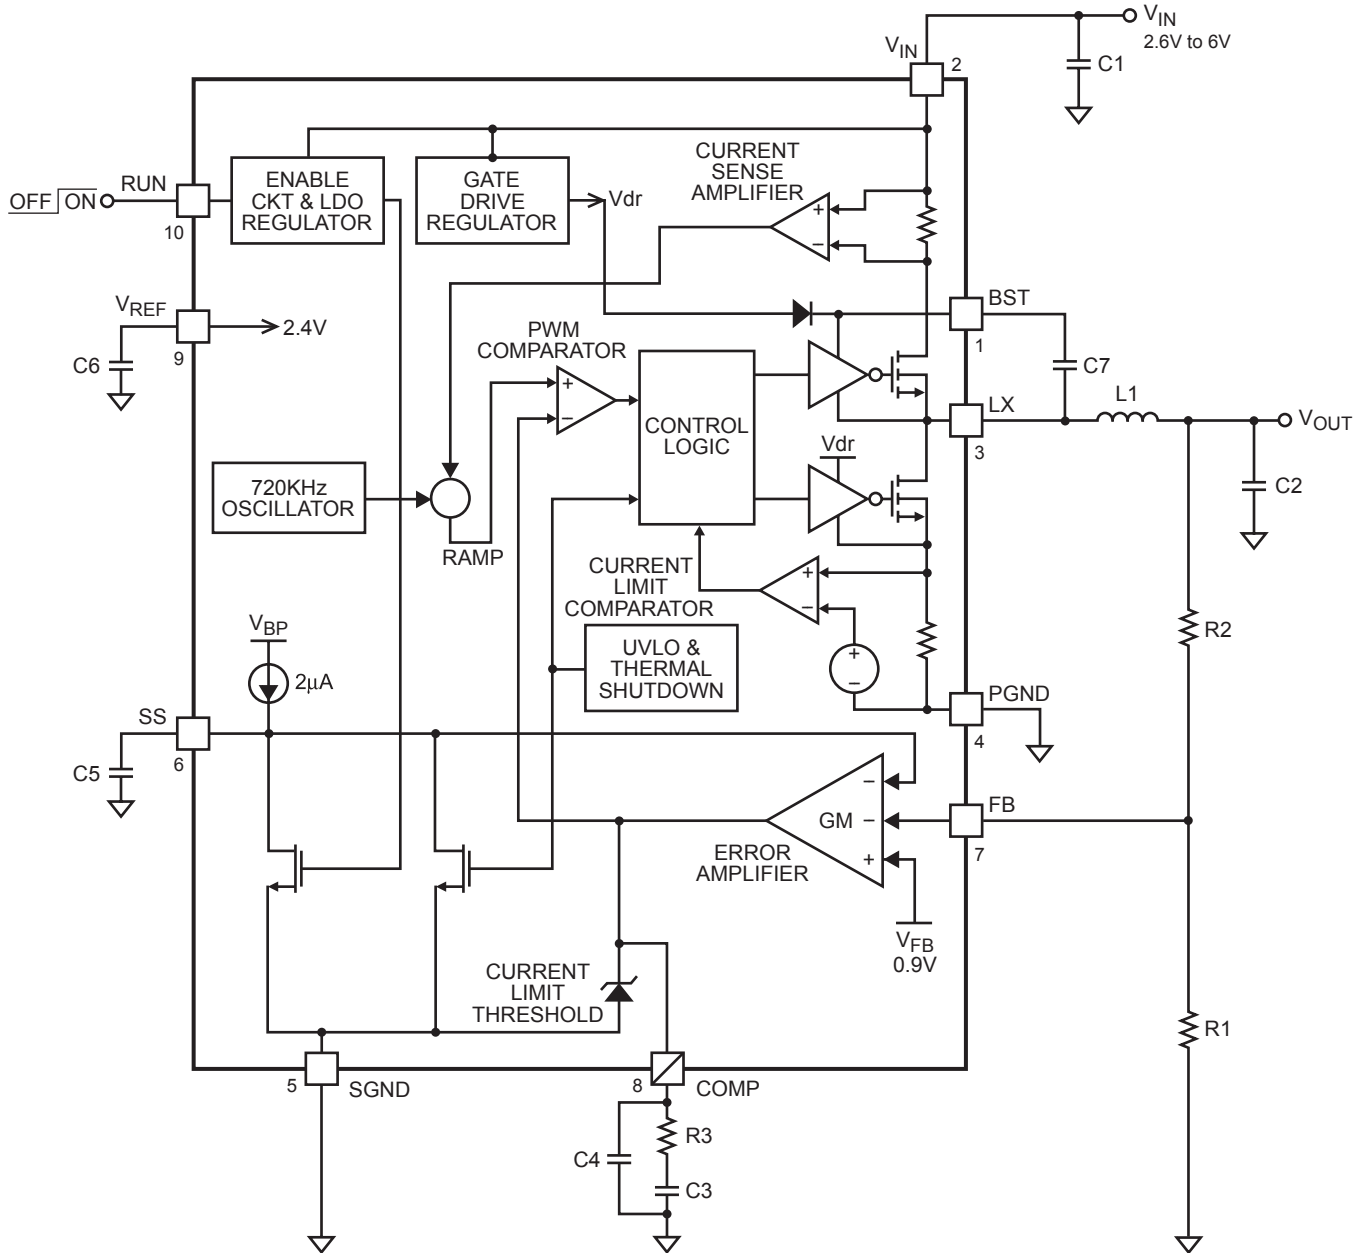 VIN
2.6V to 6V
VIN
2
C1
OFF ON
RUN
10
ENABLE
CKT & LDO
REGULATOR
GATE
DRIVE
REGULATOR
Vdr
CURRENT
SENSE
AMPLIFIER
+
−
VREF
9
2.4V
C6
BST
1
C7
PWM
COMPARATOR
+
−
CONTROL
LOGIC
LX
3
L1
VOUT
C2
Vdr
720KHz
OSCILLATOR
RAMP
CURRENT
LIMIT
COMPARATOR
+
−
+
−
UVLO &
THERMAL
SHUTDOWN
R2
VBP
2µA
SS
6
C5
PGND
4
−
GM −
+
ERROR
AMPLIFIER
FB
7
VFB
0.9V
CURRENT
LIMIT
THRESHOLD
R1
5
SGND
8
COMP
R3
C4
C3